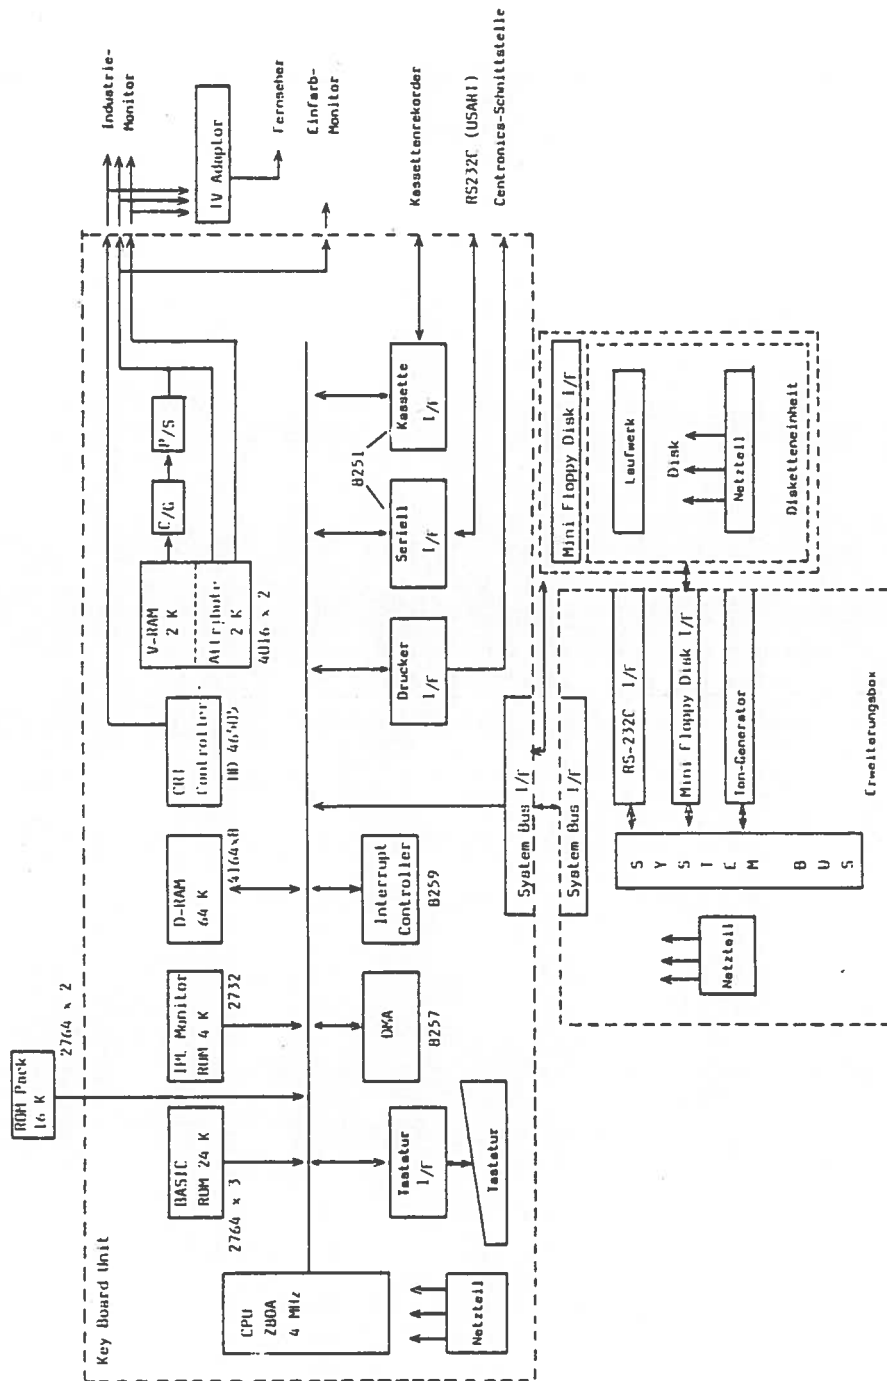 ROM Pack
16 K
2764 x 2
Key Board Unit
CPU
Z80A
4 MHz
BASIC
ROM 24 K
2764 x 3
IPL Monitor
ROM 4 K
2732
D-RAM
64 K
4164x8
CRT
Controller
HD 46505
V-RAM
2 K
Attribute
2 K
4016 x 2
C/G
P/S
Industrie-
Monitor
TV Adaptor
Fernseher
Einfarb-
Monitor
Netzteil
Tastatur
I/F
Tastatur
DMA
8257
Interrupt
Controller
8259
Drucker
I/F
Seriell
I/F
8251
Kassette
I/F
Kassettenrekorder
RS232C (USART)
Centronics-Schnittstelle
System Bus I/F
System Bus I/F
Netzteil
SYSTEM BUS
RS-232C I/F
Mini Floppy Disk I/F
Ton-Generator
Erweiterungsbox
Mini Floppy Disk I/F
Laufwerk
Disk
Netzteil
Disketteneinheit